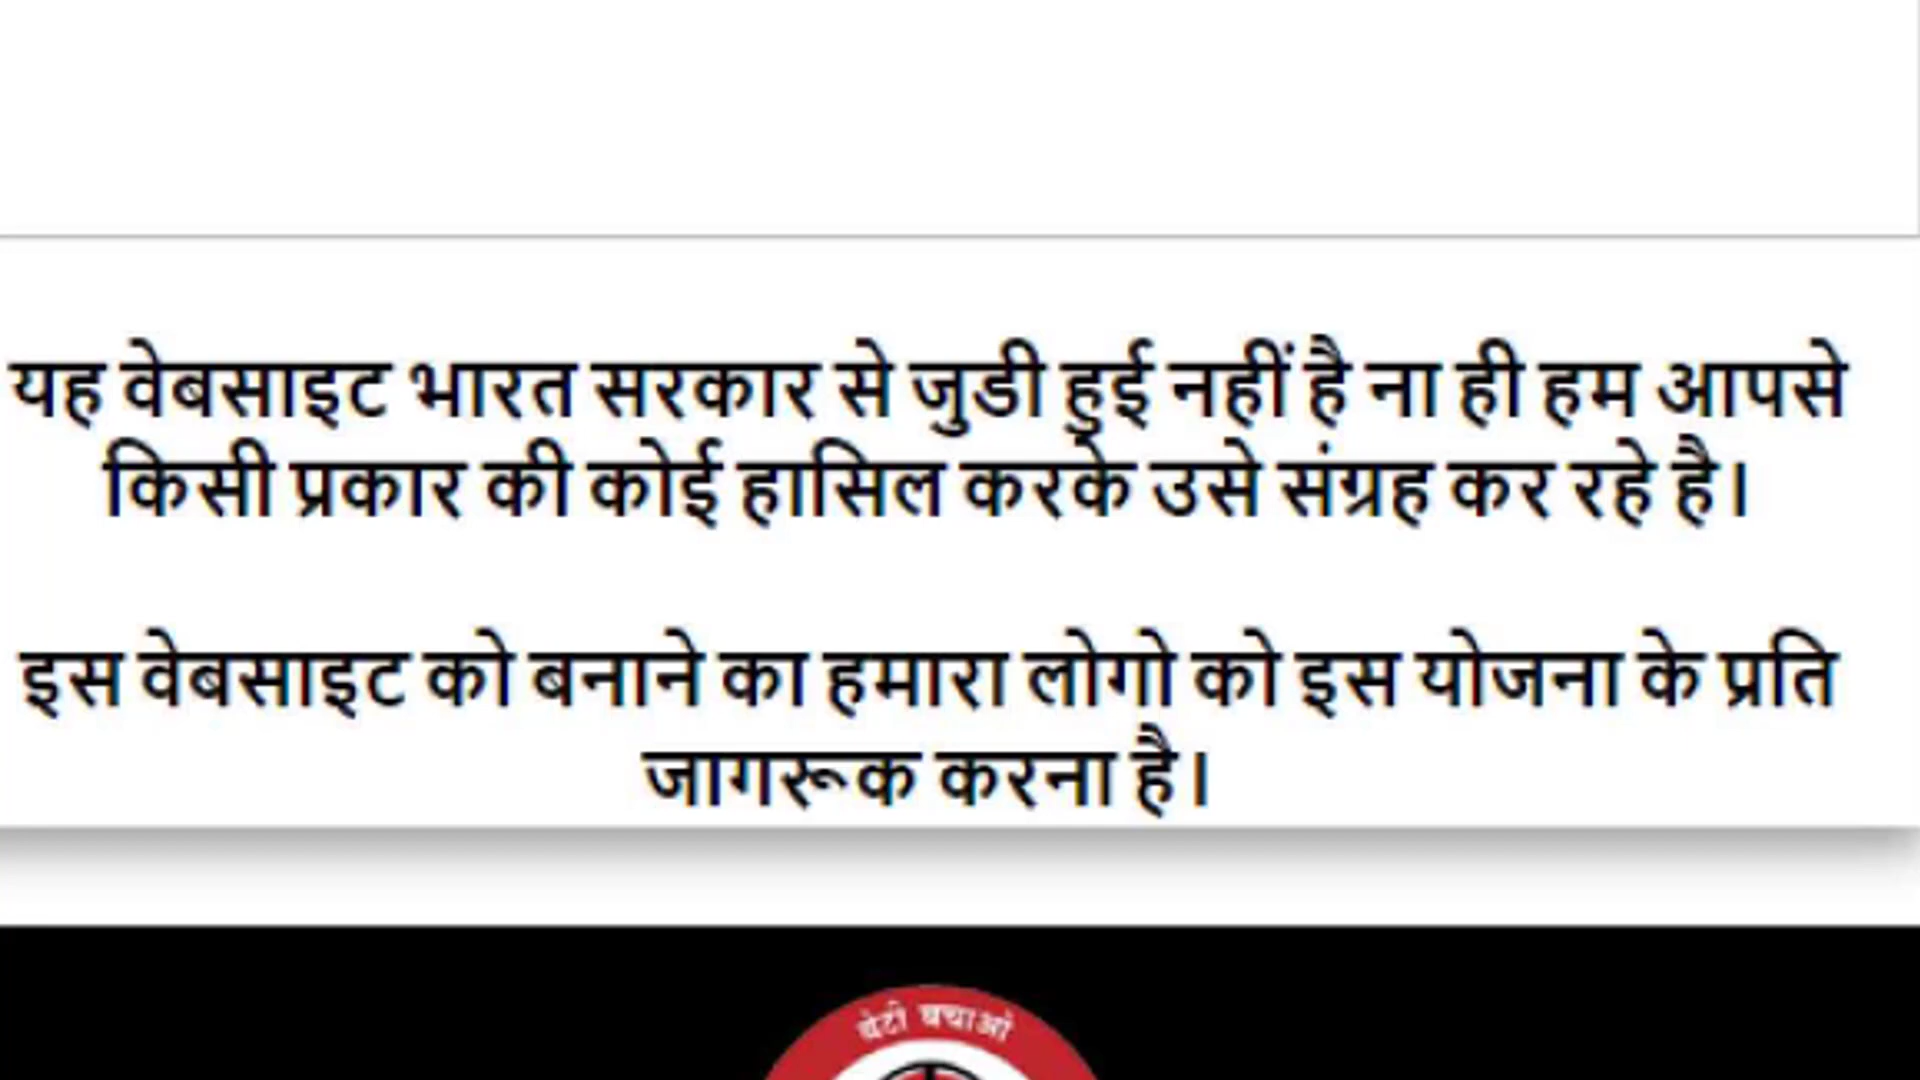 यह वेबसाइट भारत सरकार से जुडी हुई नहीं है ना ही हम आपसे
किसी प्रकार की कोई हासिल करके उसे संग्रह कर रहे है।
इस वेबसाइट को बनाने का हमारा लोगो को इस योजना के प्रति
जागरूक करना है।
बेटी बचाओ